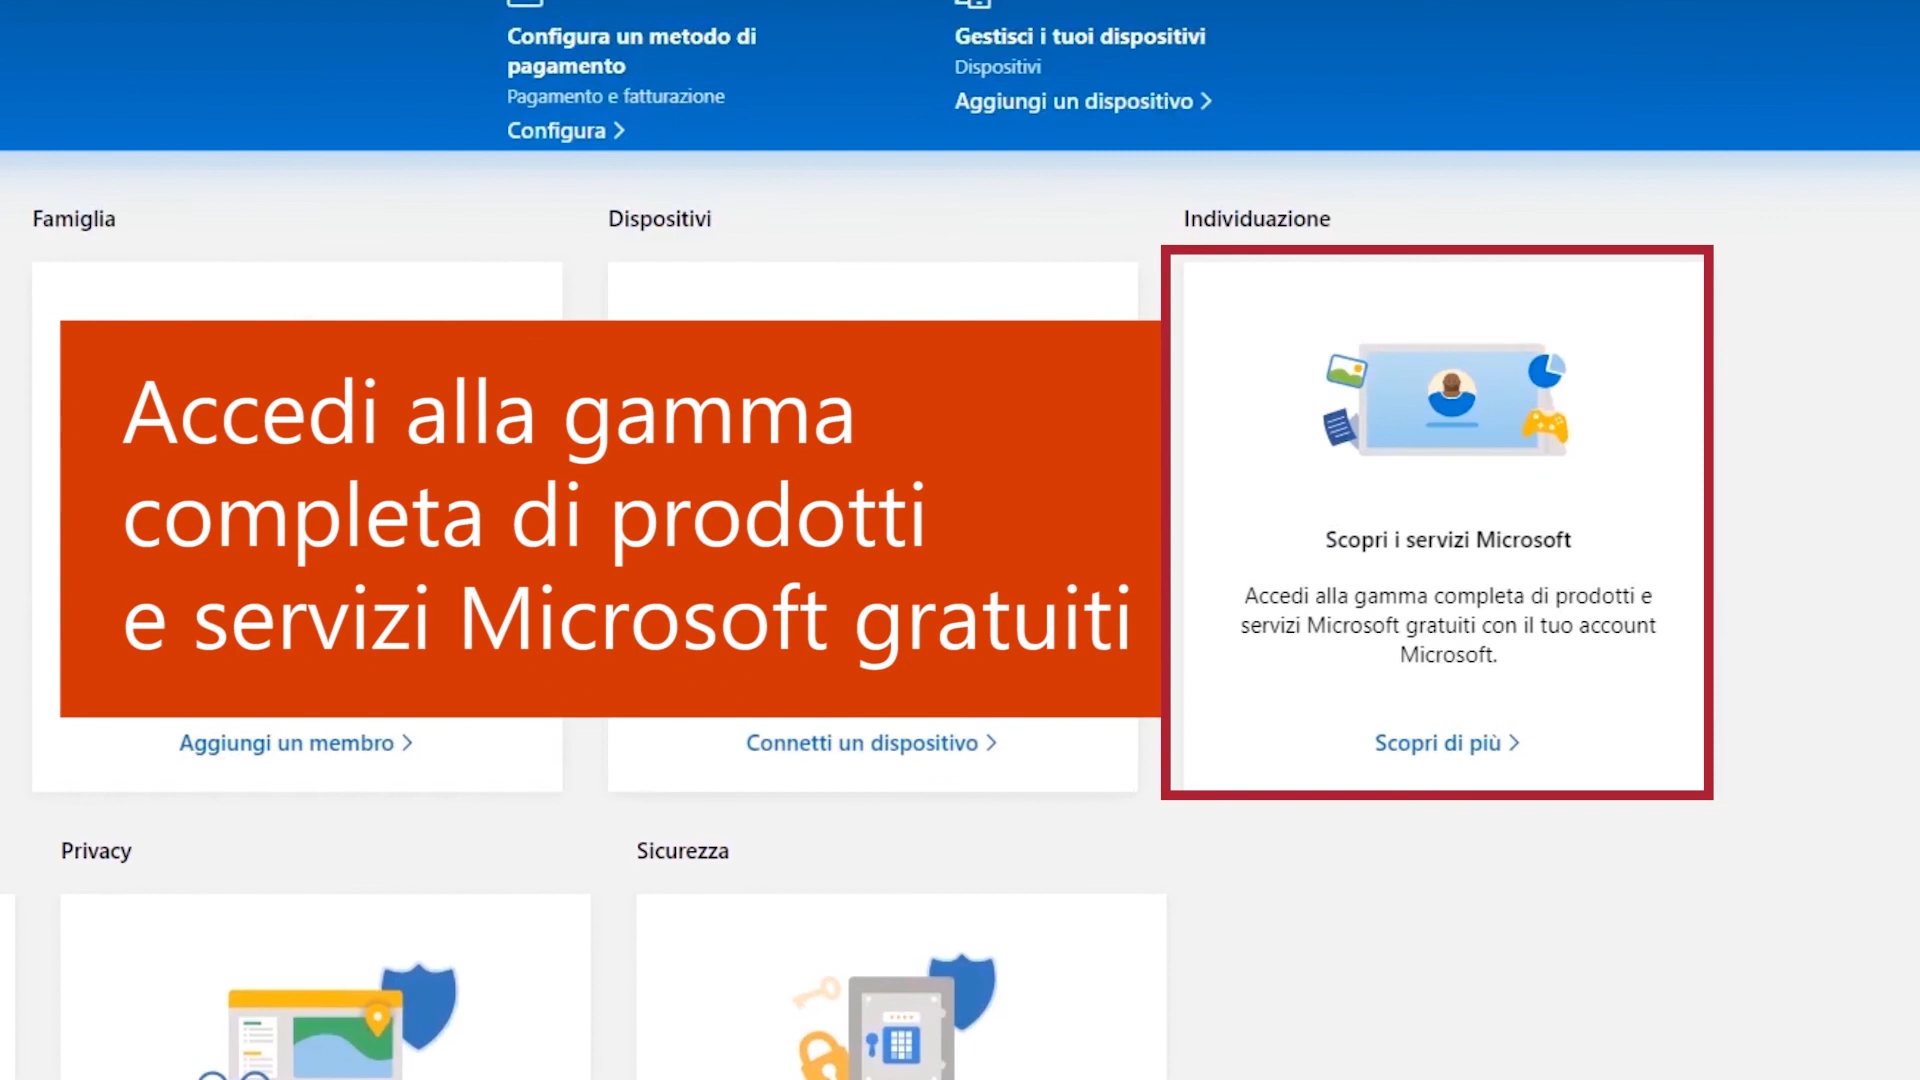 Configura un metodo di
pagamento
Pagamento e fatturazione
Configura
Gestisci i tuoi dispositivi
Dispositivi
Aggiungi un dispositivo
Famiglia
Dispositivi
Individuazione
Accedi alla gamma
completa di prodotti
e servizi Microsoft gratuiti
Scopri i servizi Microsoft
Accedi alla gamma completa di prodotti e
servizi Microsoft gratuiti con il tuo account
Microsoft.
Aggiungi un membro
Connetti un dispositivo
Scopri di più
Privacy
Sicurezza